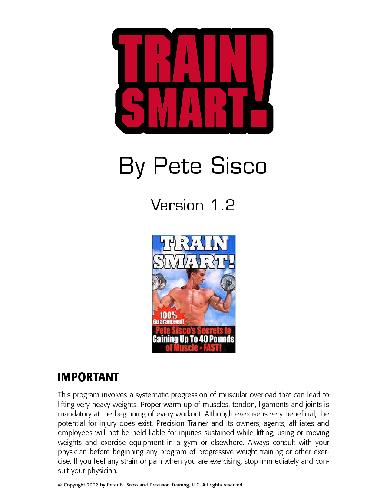 TRAIN
SMART!
By Pete Sisco
Version 1.2
TRAIN
SMART!
100%
Guaranteed!
Pete Sisco's Secrets to
Gaining Up To 40 Pounds
of Muscle - FAST!
IMPORTANT
This program involves a systematic progression of muscular overload that can lead to
lifting very heavy weights. Proper warm-up of muscles, tendon, ligaments and joints is
mandatory at the beginning of every workout. Although exercise is very beneficial, the
potential for injury does exist. Precision Trainer and its owners, agents, affiliates and
employees will not be held liable for injuries sustained while lifting, using or moving
weights and exercise equipment in a gym or elsewhere. Always consult with your
physician before beginning any program of progressive weight training or other exer-
cise. If you feel any strain or pain when you are exercising, stop immediately and con-
sult your physician.
© Copyright 2002 by Peter N. Sisco and Precision Training, LLC. All rights reserved.